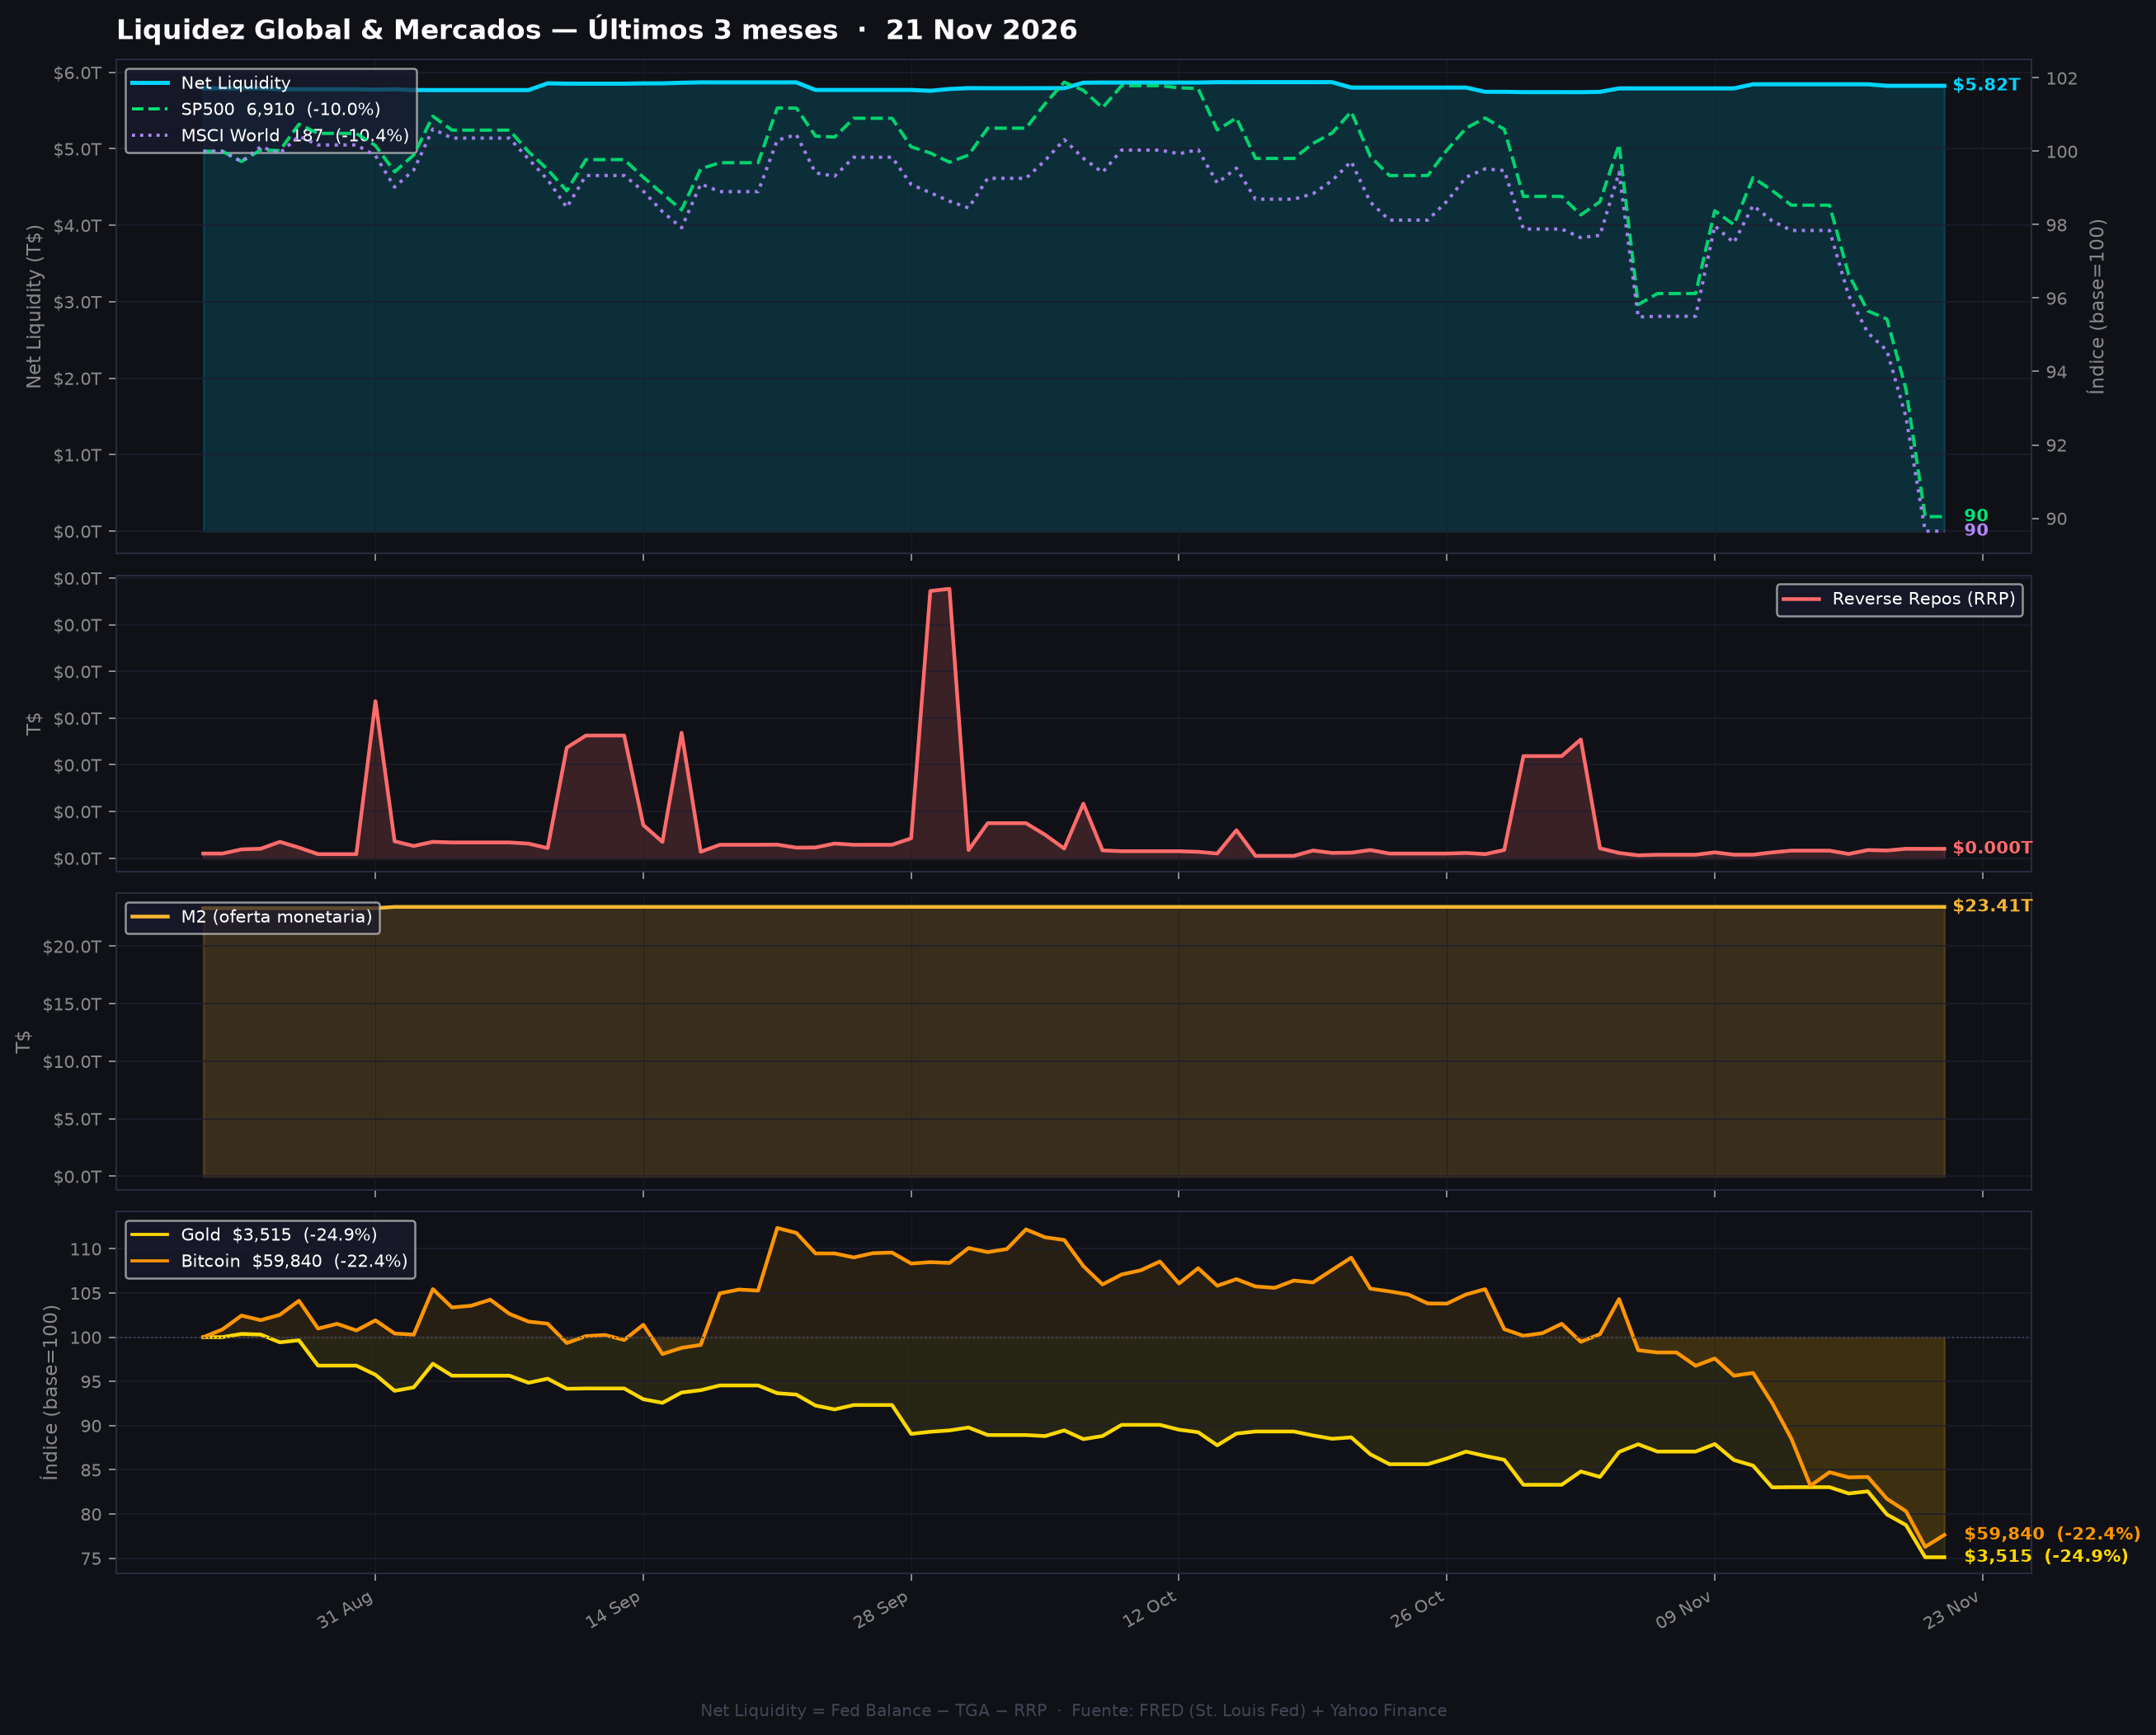 Liquidez Global & Mercados — Últimos 3 meses · 21 Nov 2026
Net Liquidity (T$)
$6.0T
$5.0T
$4.0T
$3.0T
$2.0T
$1.0T
$0.0T
Net Liquidity
SP500 6,910 (-10.0%)
MSCI World 187 (-10.4%)
$5.82T
90
90
102
100
98
96
94
92
90
Índice (base=100)
T$
$0.0T
$0.0T
$0.0T
$0.0T
$0.0T
$0.0T
$0.0T
Reverse Repos (RRP)
$0.000T
T$
$20.0T
$15.0T
$10.0T
$5.0T
$0.0T
M2 (oferta monetaria)
$23.41T
Índice (base=100)
110
105
100
95
90
85
80
75
Gold $3,515 (-24.9%)
Bitcoin $59,840 (-22.4%)
$59,840 (-22.4%)
$3,515 (-24.9%)
31 Aug
14 Sep
28 Sep
12 Oct
26 Oct
09 Nov
23 Nov
Net Liquidity = Fed Balance − TGA − RRP · Fuente: FRED (St. Louis Fed) + Yahoo Finance